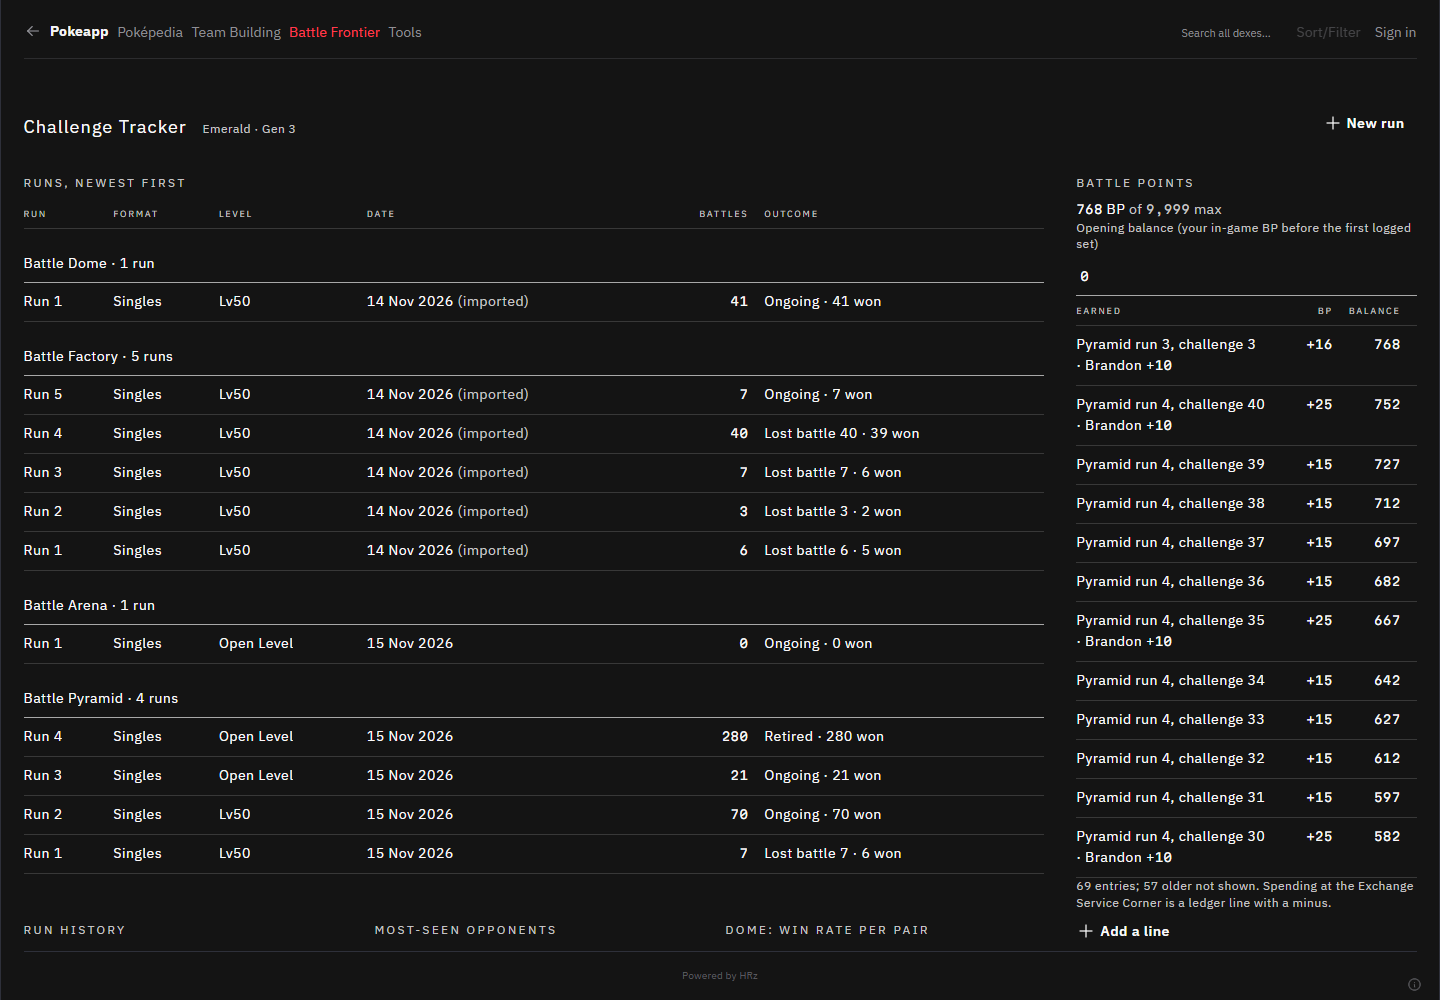 Pokeapp Poképedia Team Building Battle Frontier Tools Search all dexes... Sort/Filter Sign in
Challenge Tracker Emerald · Gen 3 New run
RUNS, NEWEST FIRST
RUN FORMAT LEVEL DATE BATTLES OUTCOME
Battle Dome · 1 run
Run 1 Singles Lv50 14 Nov 2026 (imported) 41 Ongoing · 41 won
Battle Factory · 5 runs
Run 5 Singles Lv50 14 Nov 2026 (imported) 7 Ongoing · 7 won
Run 4 Singles Lv50 14 Nov 2026 (imported) 40 Lost battle 40 · 39 won
Run 3 Singles Lv50 14 Nov 2026 (imported) 7 Lost battle 7 · 6 won
Run 2 Singles Lv50 14 Nov 2026 (imported) 3 Lost battle 3 · 2 won
Run 1 Singles Lv50 14 Nov 2026 (imported) 6 Lost battle 6 · 5 won
Battle Arena · 1 run
Run 1 Singles Open Level 15 Nov 2026 0 Ongoing · 0 won
Battle Pyramid · 4 runs
Run 4 Singles Open Level 15 Nov 2026 280 Retired · 280 won
Run 3 Singles Open Level 15 Nov 2026 21 Ongoing · 21 won
Run 2 Singles Lv50 15 Nov 2026 70 Ongoing · 70 won
Run 1 Singles Lv50 15 Nov 2026 7 Lost battle 7 · 6 won
BATTLE POINTS
768 BP of 9,999 max
Opening balance (your in-game BP before the first logged
set)
0
EARNED BP BALANCE
Pyramid run 3, challenge 3 +16 768
· Brandon +10
Pyramid run 4, challenge 40 +25 752
· Brandon +10
Pyramid run 4, challenge 39 +15 727
Pyramid run 4, challenge 38 +15 712
Pyramid run 4, challenge 37 +15 697
Pyramid run 4, challenge 36 +15 682
Pyramid run 4, challenge 35 +25 667
· Brandon +10
Pyramid run 4, challenge 34 +15 642
Pyramid run 4, challenge 33 +15 627
Pyramid run 4, challenge 32 +15 612
Pyramid run 4, challenge 31 +15 597
Pyramid run 4, challenge 30 +25 582
· Brandon +10
69 entries; 57 older not shown. Spending at the Exchange
Service Corner is a ledger line with a minus.
Add a line
RUN HISTORY MOST-SEEN OPPONENTS DOME: WIN RATE PER PAIR
Powered by HRz